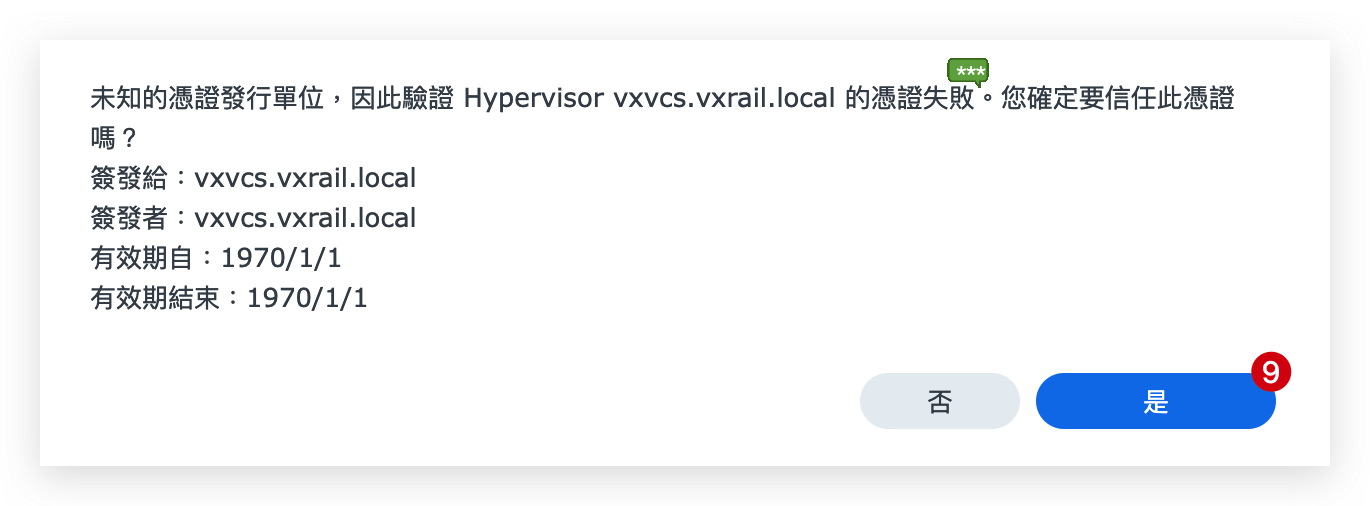 ***
未知的憑證發行單位，因此驗證 Hypervisor vxvcs.vxrail.local 的憑證失敗。您確定要信任此憑證
嗎？
簽發給：vxvcs.vxrail.local
簽發者：vxvcs.vxrail.local
有效期自：1970/1/1
有效期結束：1970/1/1
9
否 是